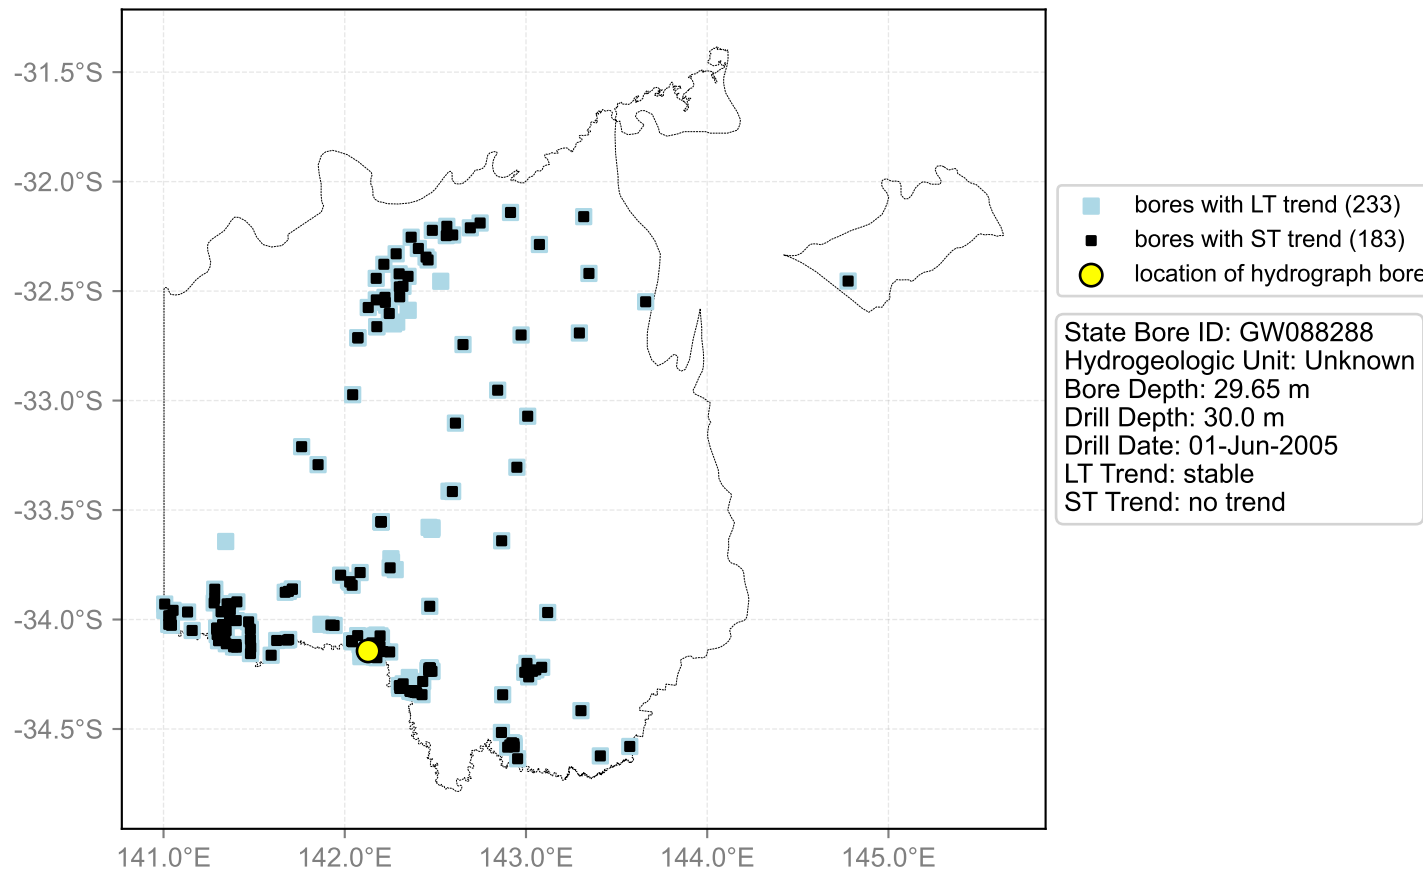 -31.5°S
-32.0°S
-32.5°S
-33.0°S
-33.5°S
-34.0°S
-34.5°S
141.0°E
142.0°E
143.0°E
144.0°E
145.0°E
bores with LT trend (233)
bores with ST trend (183)
location of hydrograph bore
State Bore ID: GW088288
Hydrogeologic Unit: Unknown
Bore Depth: 29.65 m
Drill Depth: 30.0 m
Drill Date: 01-Jun-2005
LT Trend: stable
ST Trend: no trend